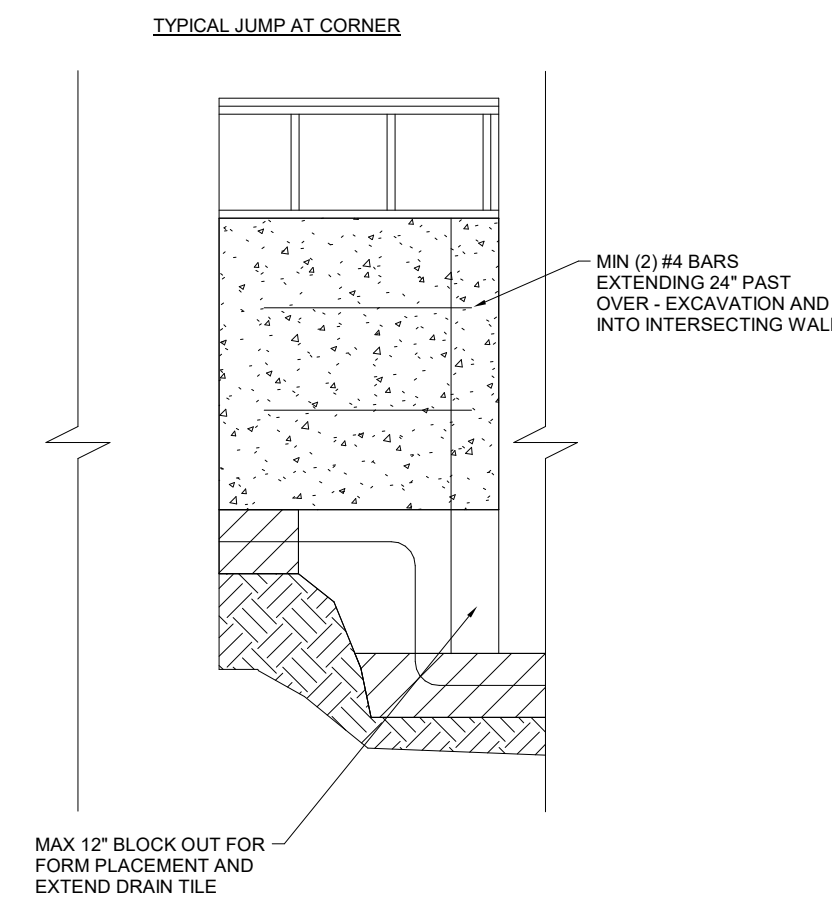 TYPICAL JUMP AT CORNER
MIN (2) #4 BARS
EXTENDING 24" PAST
OVER - EXCAVATION AND
INTO INTERSECTING WALL
MAX 12" BLOCK OUT FOR
FORM PLACEMENT AND
EXTEND DRAIN TILE